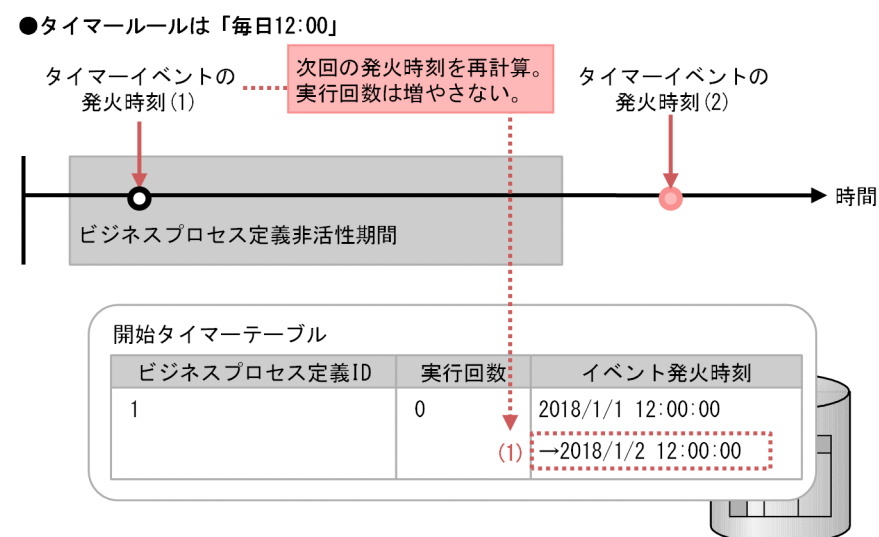 ●タイマールールは「毎日12:00」
タイマーイベントの
発火時刻(1)
次回の発火時刻を再計算。
実行回数は増やさない。
タイマーイベントの
発火時刻(2)
時間
ビジネスプロセス定義非活性期間
開始タイマーテーブル
ビジネスプロセス定義ID 実行回数 イベント発火時刻
1 0 2018/1/1 12:00:00
(1) →2018/1/2 12:00:00